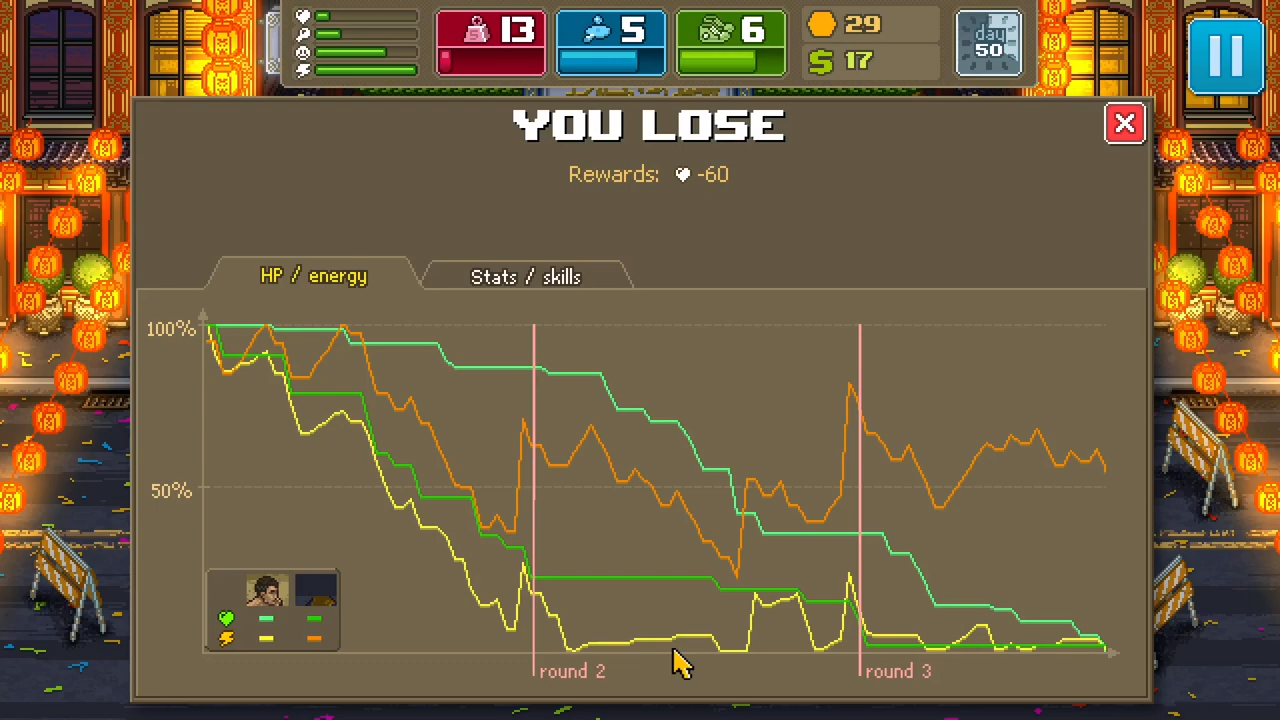 13
5
6
29
17
day
50
YOU LOSE
Rewards: -60
HP / energy
Stats / skills
100%
50%
round 2
round 3